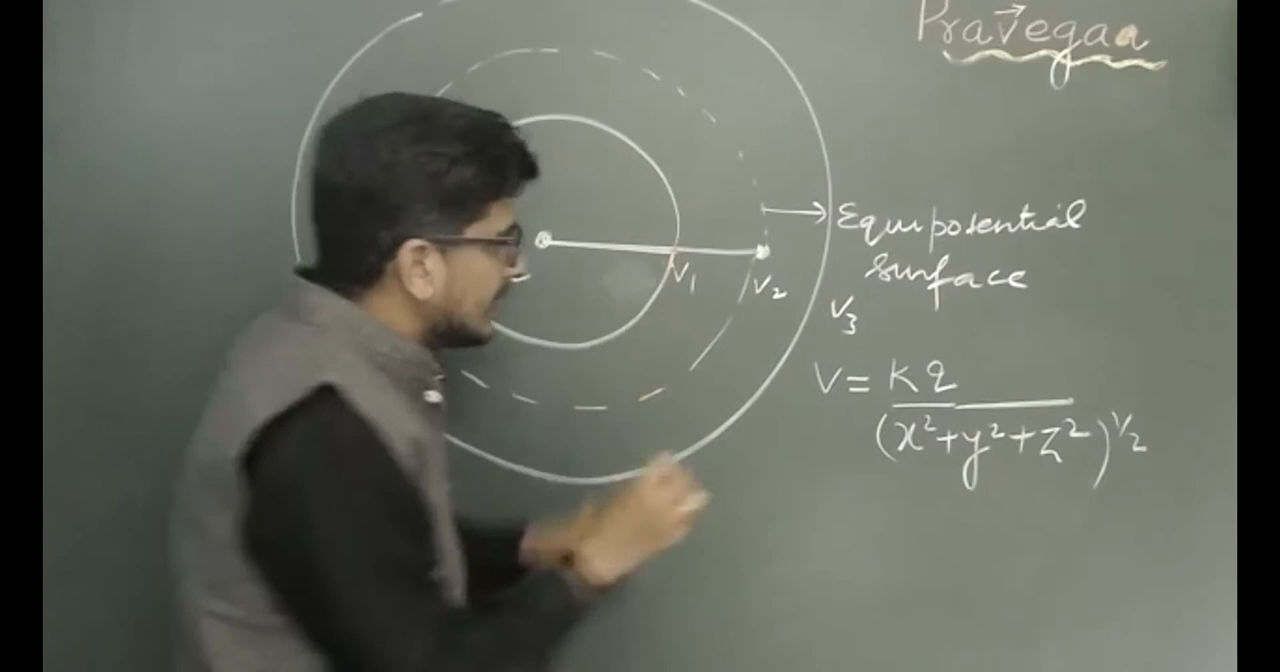 Pravegaa
Equipotential
surface
V₁
V₂
V₃
V = Kq
(x²+y²+z²)^1/2